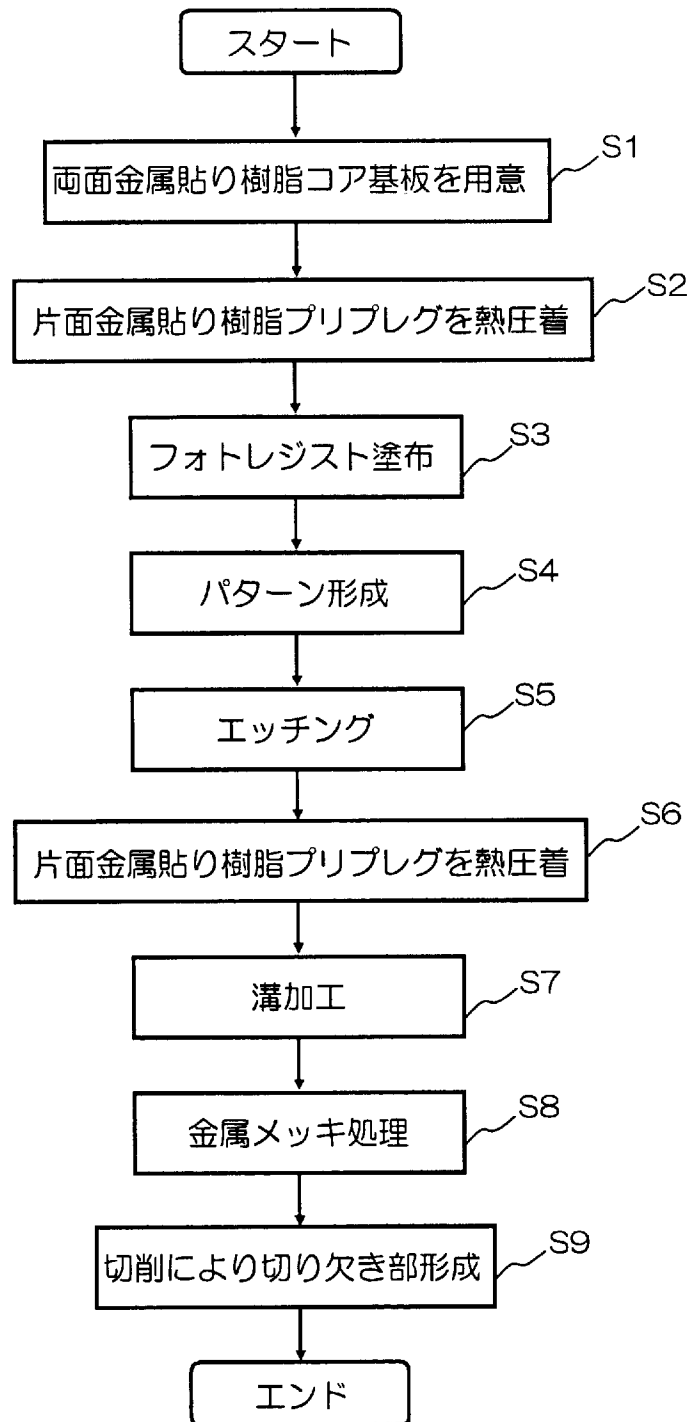 スタート
S1
両面金属貼り樹脂コア基板を用意
S2
片面金属貼り樹脂プリプレグを熱圧着
S3
フォトレジスト塗布
S4
パターン形成
S5
エッチング
S6
片面金属貼り樹脂プリプレグを熱圧着
S7
溝加工
S8
金属メッキ処理
S9
切削により切り欠き部形成
エンド